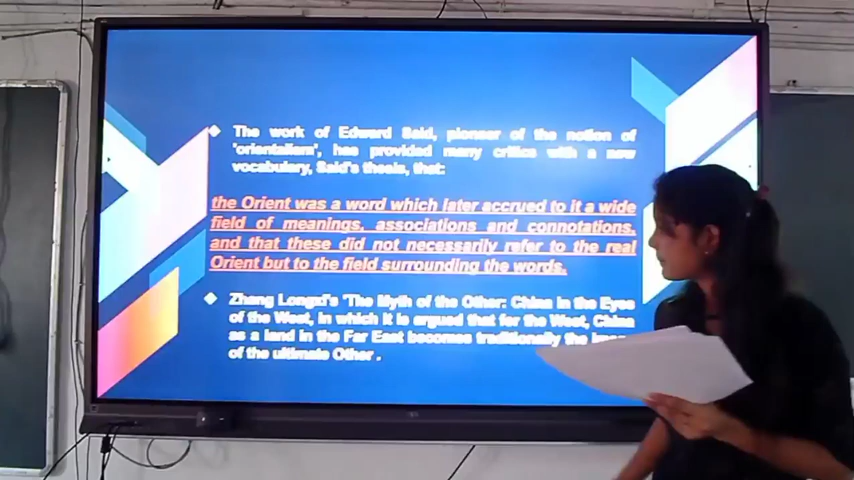 The work of Edward Said, pioneer of the notion of
'orientalism', has provided many critics with a new
vocabulary, Said's thesis, that:
the Orient was a word which later accrued to it a wide
field of meanings, associations and connotations,
and that these did not necessarily refer to the real
Orient but to the field surrounding the words.
Zhang Longxi's 'The Myth of the Other: China in the Eyes
of the West, in which it is argued that for the West, China
as a land in the Far East becomes traditionally the
of the ultimate Other .